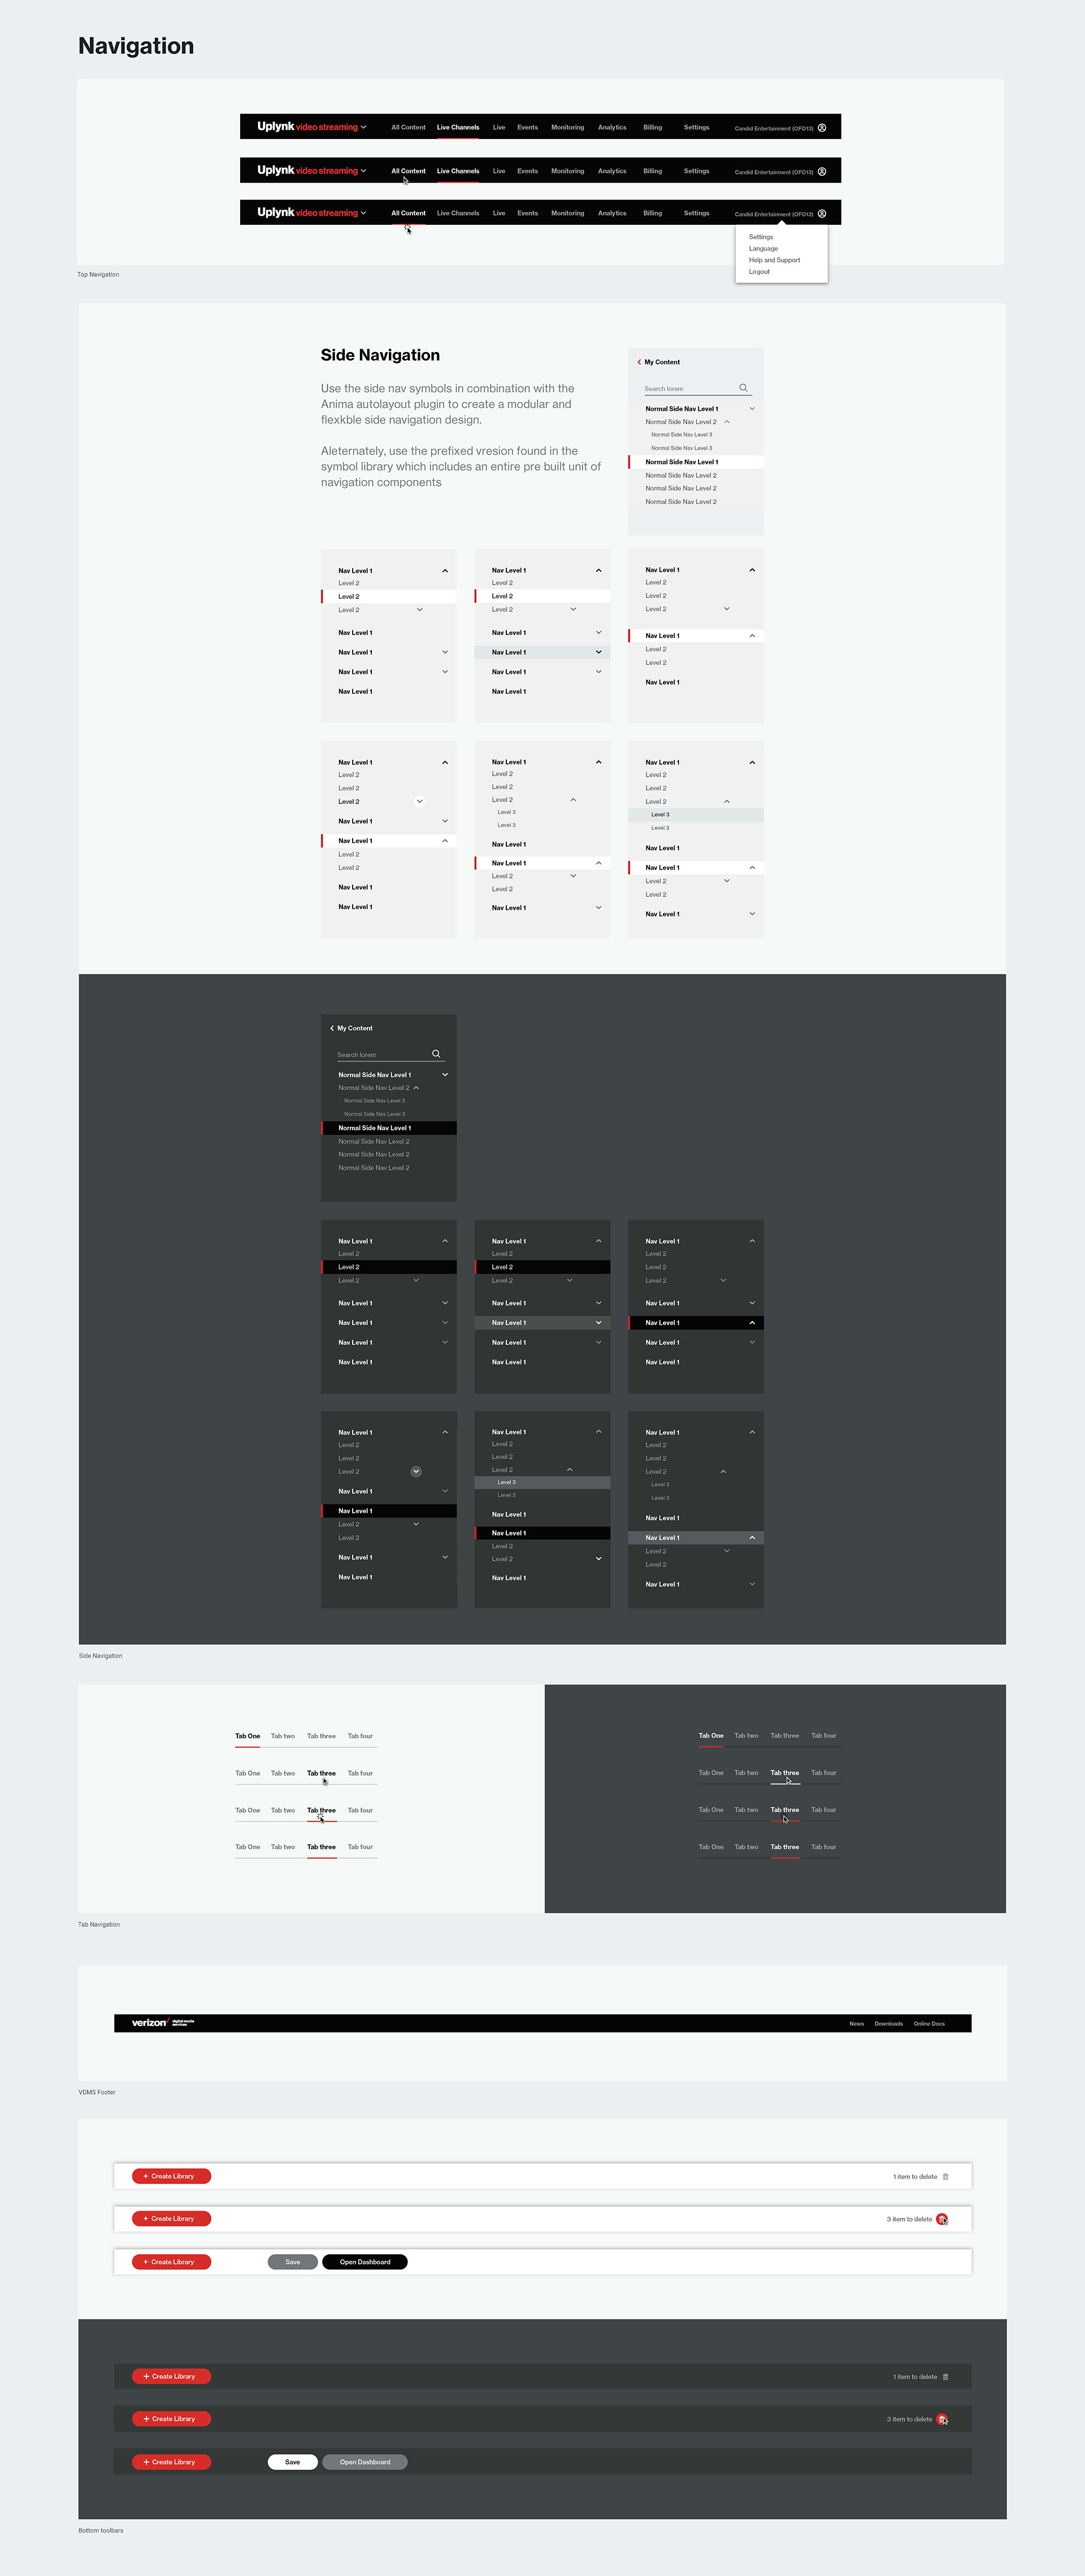 Navigation
Uplynk video streaming All Content Live Channels Live Events Monitoring Analytics Billing Settings Candid Entertainment (OFO13)
Uplynk video streaming All Content Live Channels Live Events Monitoring Analytics Billing Settings Candid Entertainment (OFO13)
Uplynk video streaming All Content Live Channels Live Events Monitoring Analytics Billing Settings Candid Entertainment (OFO13)
Settings
Language
Help and Support
Logout
Top Navigation
Side Navigation
Use the side nav symbols in combination with the
Anima autolayout plugin to create a modular and
flexkble side navigation design.
Aleternately, use the prefixed vresion found in the
symbol library which includes an entire pre built unit of
navigation components
My Content
Search lorem
Normal Side Nav Level 1
Normal Side Nav Level 2
Normal Side Nav Level 3
Normal Side Nav Level 3
Normal Side Nav Level 1
Normal Side Nav Level 2
Normal Side Nav Level 2
Normal Side Nav Level 2
Nav Level 1
Level 2
Level 2
Level 2
Nav Level 1
Nav Level 1
Nav Level 1
Nav Level 1
Nav Level 1
Level 2
Level 2
Level 2
Nav Level 1
Nav Level 1
Nav Level 1
Nav Level 1
Nav Level 1
Level 2
Level 2
Level 2
Nav Level 1
Level 2
Level 2
Nav Level 1
Nav Level 1
Level 2
Level 2
Level 2
Nav Level 1
Nav Level 1
Level 2
Level 2
Nav Level 1
Nav Level 1
Nav Level 1
Level 2
Level 2
Level 2
Level 3
Level 3
Nav Level 1
Nav Level 1
Level 2
Level 2
Nav Level 1
Nav Level 1
Level 2
Level 2
Level 2
Level 3
Level 3
Nav Level 1
Nav Level 1
Level 2
Level 2
Nav Level 1
My Content
Search lorem
Normal Side Nav Level 1
Normal Side Nav Level 2
Normal Side Nav Level 3
Normal Side Nav Level 3
Normal Side Nav Level 1
Normal Side Nav Level 2
Normal Side Nav Level 2
Normal Side Nav Level 2
Nav Level 1
Level 2
Level 2
Level 2
Nav Level 1
Nav Level 1
Nav Level 1
Nav Level 1
Nav Level 1
Level 2
Level 2
Level 2
Nav Level 1
Nav Level 1
Nav Level 1
Nav Level 1
Nav Level 1
Level 2
Level 2
Level 2
Nav Level 1
Nav Level 1
Nav Level 1
Nav Level 1
Nav Level 1
Level 2
Level 2
Level 2
Nav Level 1
Nav Level 1
Level 2
Level 2
Nav Level 1
Nav Level 1
Nav Level 1
Level 2
Level 2
Level 2
Level 3
Level 3
Nav Level 1
Nav Level 1
Level 2
Level 2
Nav Level 1
Nav Level 1
Level 2
Level 2
Level 2
Level 3
Level 3
Nav Level 1
Nav Level 1
Level 2
Level 2
Nav Level 1
Side Navigation
Tab One Tab two Tab three Tab four
Tab One Tab two Tab three Tab four
Tab One Tab two Tab three Tab four
Tab One Tab two Tab three Tab four
Tab One Tab two Tab three Tab four
Tab One Tab two Tab three Tab four
Tab One Tab two Tab three Tab four
Tab One Tab two Tab three Tab four
Tab Navigation
verizon digital media services News Downloads Online Docs
VDMS Footer
+ Create Library 1 item to delete
+ Create Library 3 item to delete
+ Create Library Save Open Dashboard
+ Create Library 1 item to delete
+ Create Library 3 item to delete
+ Create Library Save Open Dashboard
Bottom toolbars